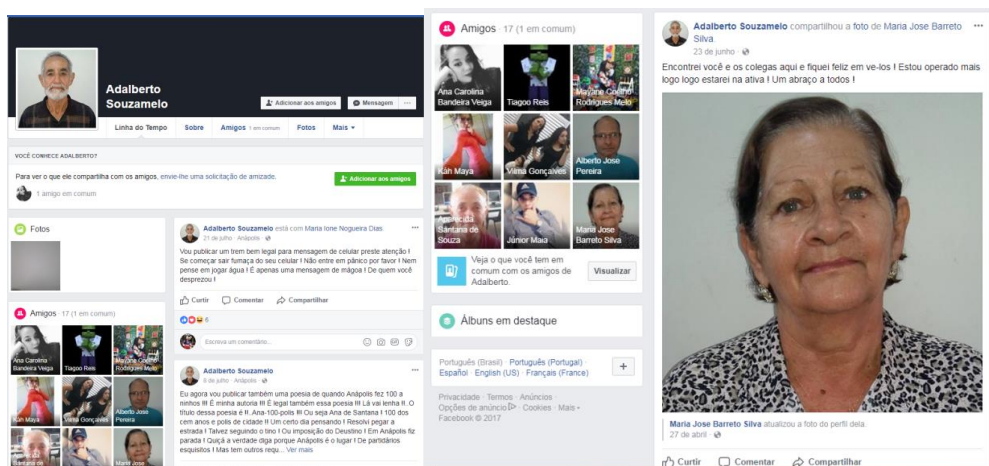 Adalberto
Souzamelo
Adicionar aos amigos
Mensagem
Linha do Tempo
Sobre
Amigos 1 em comum
Fotos
Mais
VOCÊ CONHECE ADALBERTO?
Para ver o que ele compartilha com os amigos, envie-lhe uma solicitação de amizade.
Adicionar aos amigos
1 amigo em comum
Fotos
Amigos · 17 (1 em comum)
Ana Carolina
Bandeira Veiga
Tiagoo Reis
Mayane Coelho
Rodrigues Melo
Káh Maya
Vilma Gonçalves
Alberto Jose
Pereira
Maria Jose
Adalberto Souzamelo está com Maria Ione Nogueira Dias.
21 de julho · Anápolis
Vou publicar um trem bem legal para mensagem de celular preste atenção !
Se começar sair fumaça do seu celular ! Não entre em pânico por favor ! Nem
pense em jogar água ! É apenas uma mensagem de mágoa ! De quem você
desprezou !
Curtir
Comentar
Compartilhar
6
Escreva um comentário...
Adalberto Souzamelo
8 de julho · Anápolis
Eu agora vou publicar também uma poesia de quando Anápolis fez 100 a
ninhos !!! É minha autoria !!! É legal também essa poesia !!! Lá vai lenha !!..O
título dessa poesia é !!..Ana-100-polis !!! Ou seja Ana de Santana ! 100 dos
cem anos e polis de cidade !! Um certo dia pensando ! Resolvi pegar a
estrada ! Talvez seguindo o tino ! Ou imposição do Deustino ! Em Anápolis fiz
parada ! Quiçá a verdade diga porque Anápolis é o lugar ! De partidários
esquisitos ! Mas tem outros requ... Ver mais
Amigos · 17 (1 em comum)
Ana Carolina
Bandeira Veiga
Tiagoo Reis
Mayane Coelho
Rodrigues Melo
Káh Maya
Vilma Gonçalves
Alberto Jose
Pereira
Aparecida
Santana de
Souza
Júnior Maia
Maria Jose
Barreto Silva
Veja o que você tem em
comum com os amigos de
Adalberto.
Visualizar
Álbuns em destaque
Português (Brasil) · Português (Portugal) ·
Español · English (US) · Français (France)
Privacidade · Termos · Anúncios ·
Opções de anúncio · Cookies · Mais
Facebook © 2017
Adalberto Souzamelo compartilhou a foto de Maria Jose Barreto
Silva.
23 de junho
Encontrei você e os colegas aqui e fiquei feliz em ve-los ! Estou operado mais
logo logo estarei na ativa ! Um abraço a todos !
Maria Jose Barreto Silva atualizou a foto do perfil dela.
27 de abril
Curtir
Comentar
Compartilhar